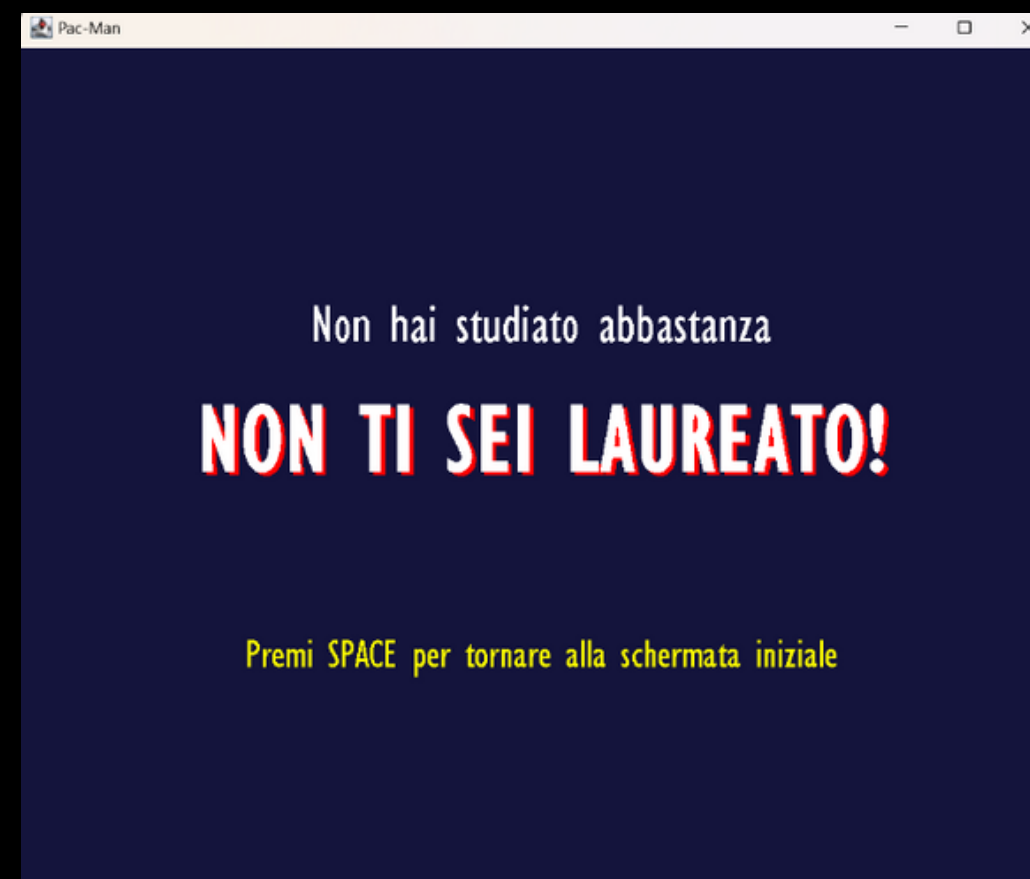 Pac-Man
Non hai studiato abbastanza
NON TI SEI LAUREATO!
Premi SPACE per tornare alla schermata iniziale